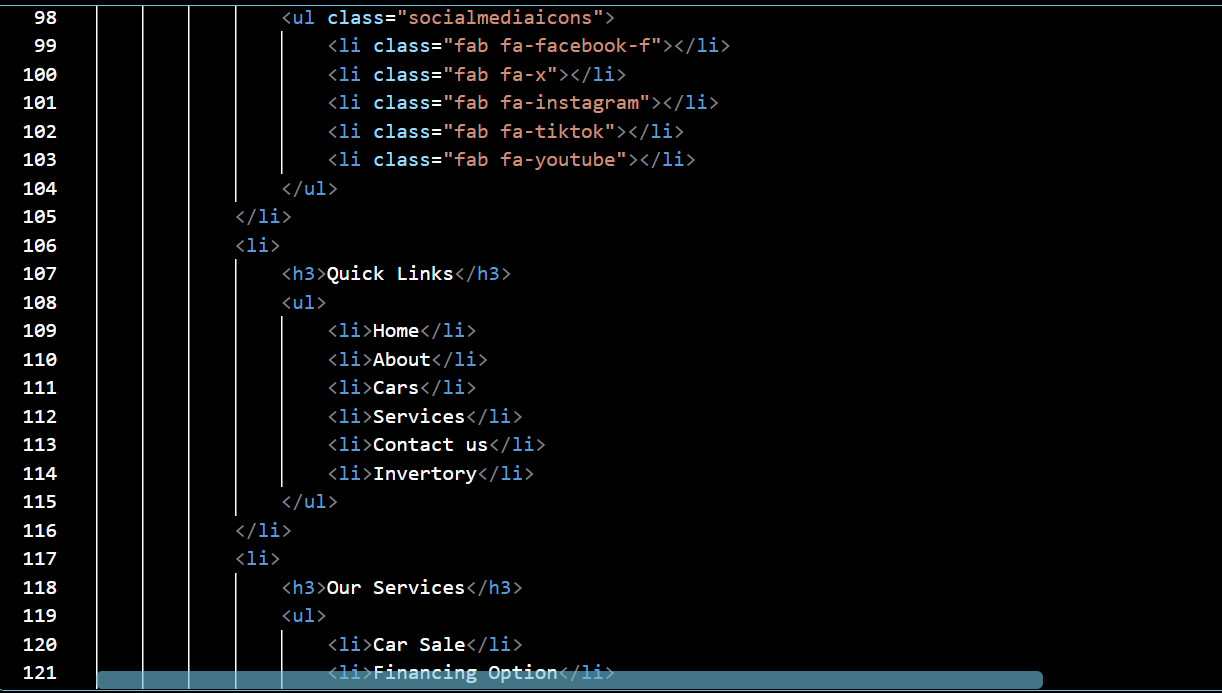 98 <ul class="socialmediaicons">
99 <li class="fab fa-facebook-f"></li>
100 <li class="fab fa-x"></li>
101 <li class="fab fa-instagram"></li>
102 <li class="fab fa-tiktok"></li>
103 <li class="fab fa-youtube"></li>
104 </ul>
105 </li>
106 <li>
107 <h3>Quick Links</h3>
108 <ul>
109 <li>Home</li>
110 <li>About</li>
111 <li>Cars</li>
112 <li>Services</li>
113 <li>Contact us</li>
114 <li>Invertory</li>
115 </ul>
116 </li>
117 <li>
118 <h3>Our Services</h3>
119 <ul>
120 <li>Car Sale</li>
121 <li>Financing Option</li>